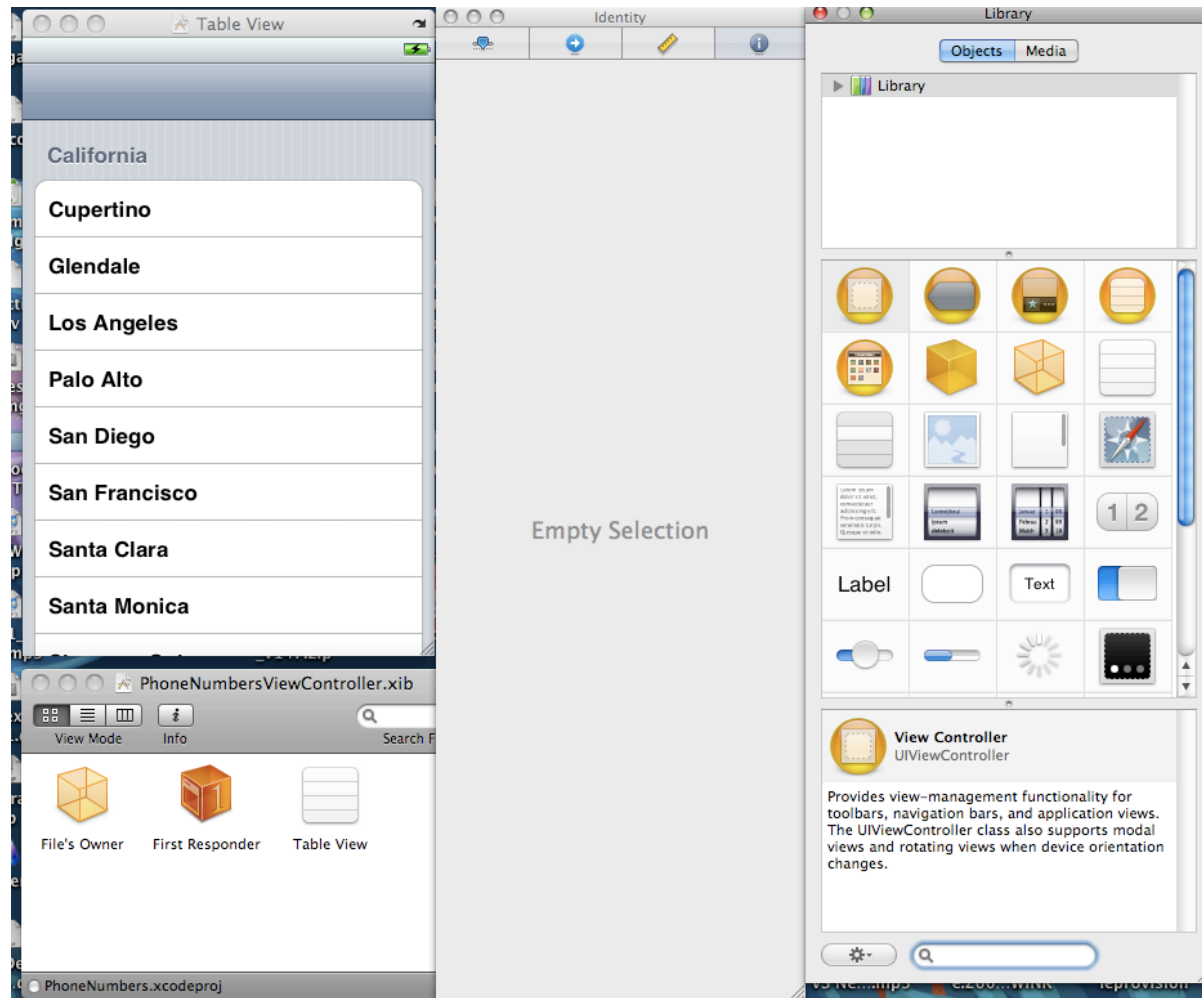 Table View
California
Cupertino
Glendale
Los Angeles
Palo Alto
San Diego
San Francisco
Santa Clara
Santa Monica
PhoneNumbersViewController.xib
View Mode
Info
Search F
File's Owner
First Responder
Table View
PhoneNumbers.xcodeproj
Identity
Empty Selection
Library
Objects
Media
Library
1 2
Label
Text
View Controller
UIViewController
Provides view-management functionality for
toolbars, navigation bars, and application views.
The UIViewController class also supports modal
views and rotating views when device orientation
changes.